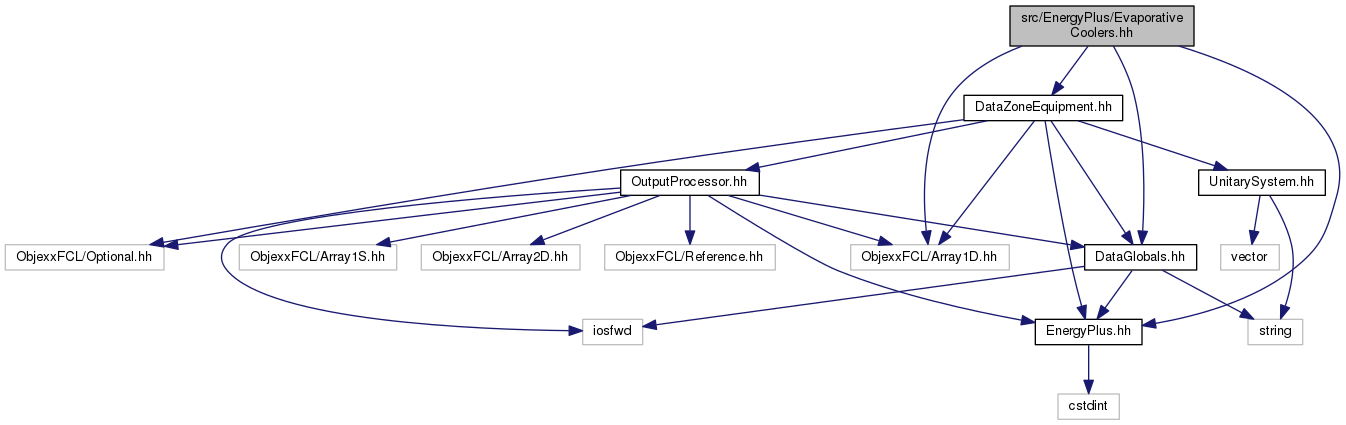 src/EnergyPlus/Evaporative
Coolers.hh
DataZoneEquipment.hh
OutputProcessor.hh
UnitarySystem.hh
ObjexxFCL/Optional.hh
ObjexxFCL/Array1S.hh
ObjexxFCL/Array2D.hh
ObjexxFCL/Reference.hh
ObjexxFCL/Array1D.hh
DataGlobals.hh
vector
iosfwd
EnergyPlus.hh
string
cstdint